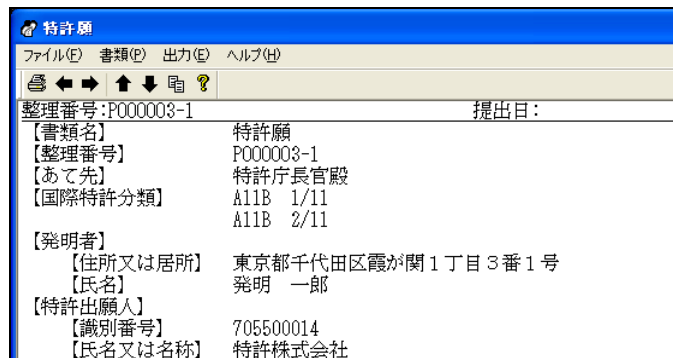 特許願
ファイル(F) 書類(P) 出力(E) ヘルプ(H)
整理番号:P000003-1 提出日:
【書類名】 特許願
【整理番号】 P000003-1
【あて先】 特許庁長官殿
【国際特許分類】 A11B 1/11
A11B 2/11
【発明者】
【住所又は居所】 東京都千代田区霞が関1丁目3番1号
【氏名】 発明 一郎
【特許出願人】
【識別番号】 705500014
【氏名又は名称】 特許株式会社